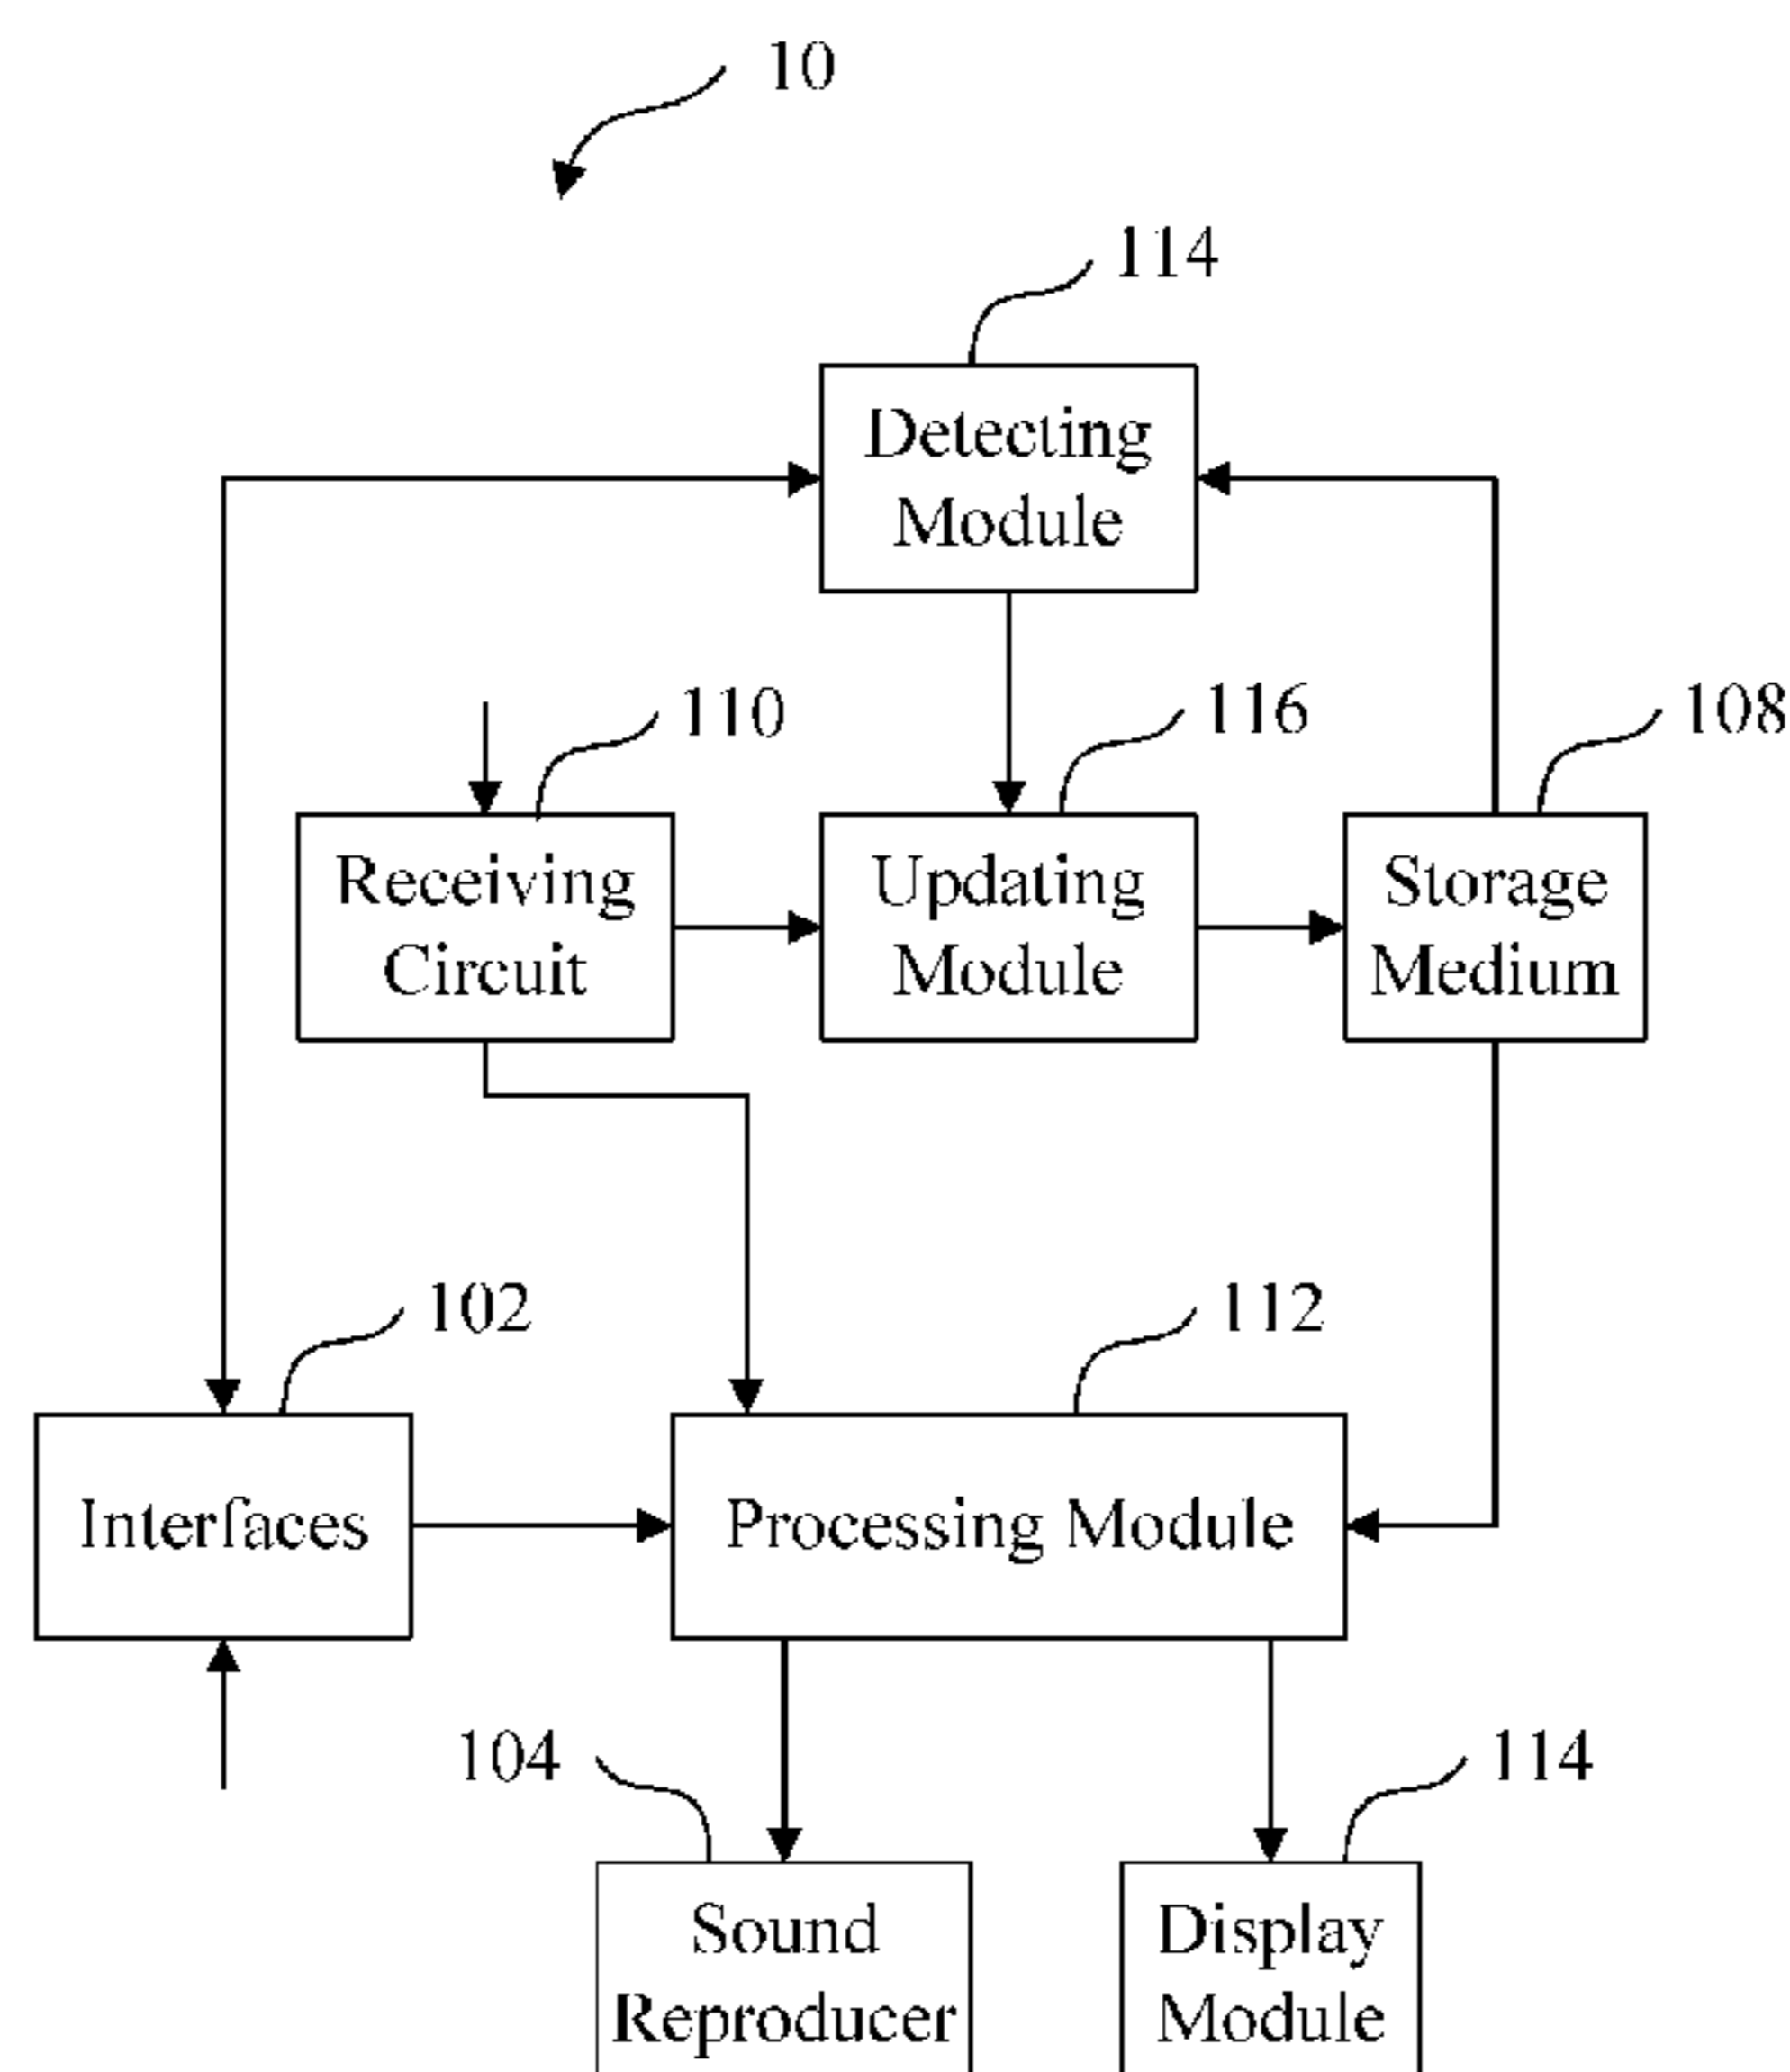 10
114
Detecting
Module
110
116
108
Receiving
Circuit
Updating
Module
Storage
Medium
102
112
Interfaces
Processing Module
104
114
Sound
Reproducer
Display
Module